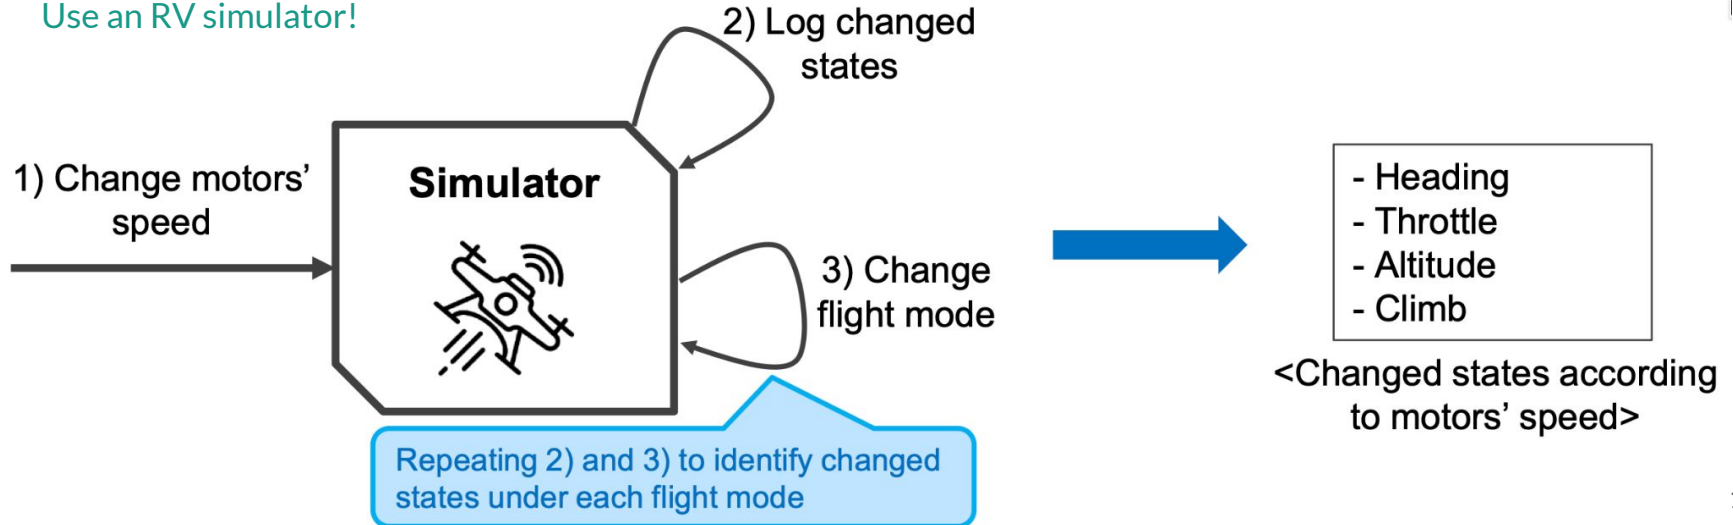 Use an RV simulator!
2) Log changed
states
1) Change motors’
speed
Simulator
3) Change
flight mode
Repeating 2) and 3) to identify changed
states under each flight mode
- Heading
- Throttle
- Altitude
- Climb
<Changed states according
to motors’ speed>